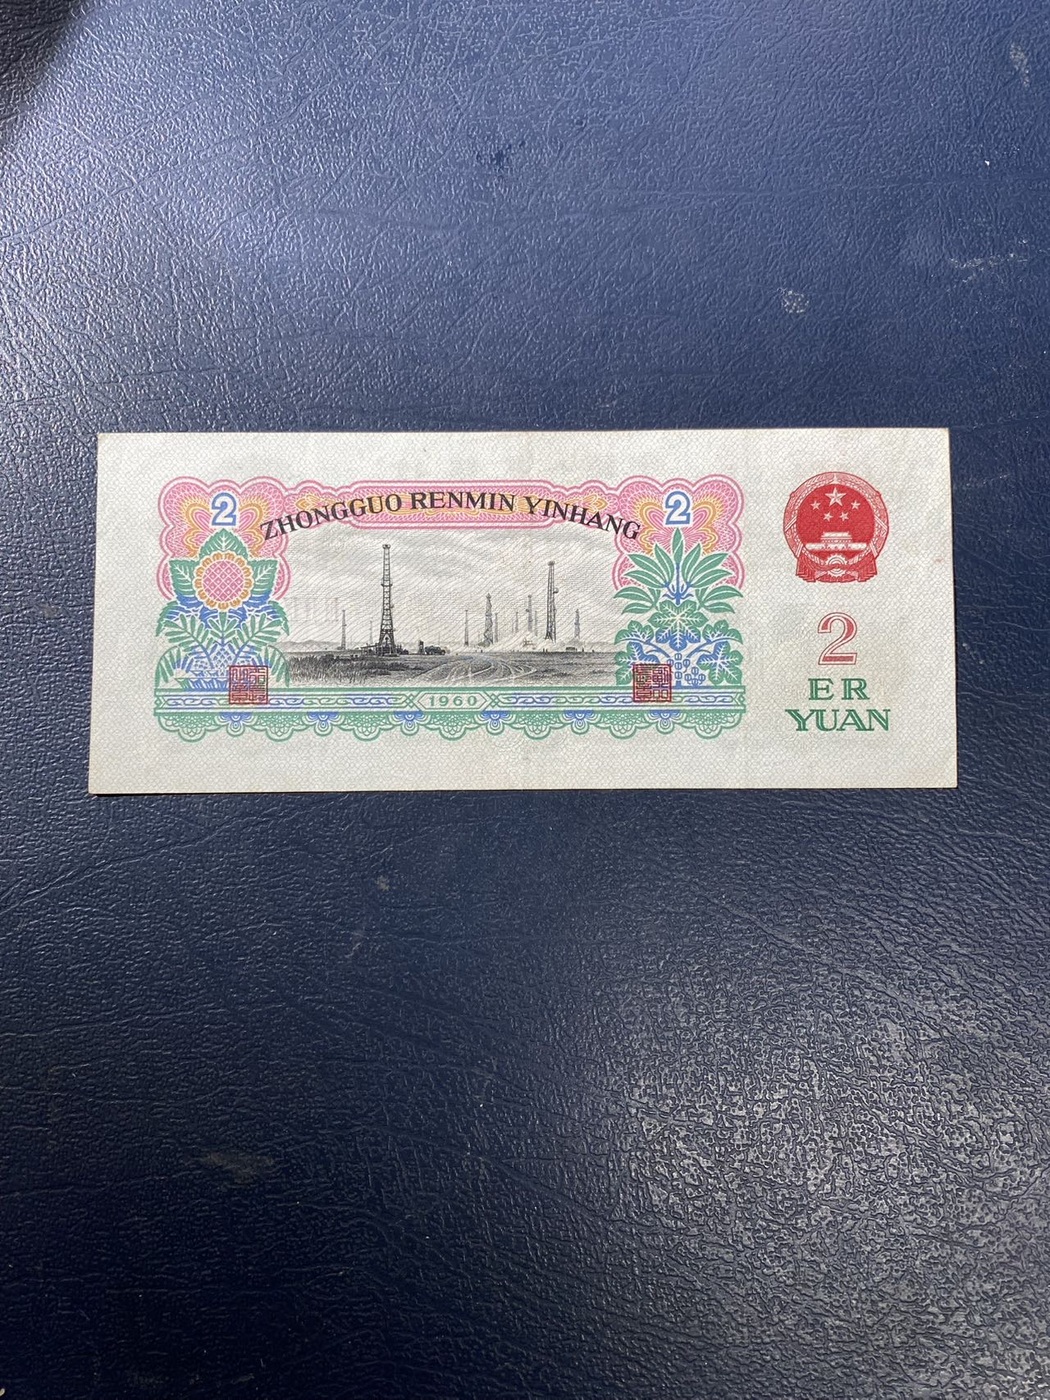 2
ZHONGGUO RENMIN YINHANG
2
1960
2
ER
YUAN